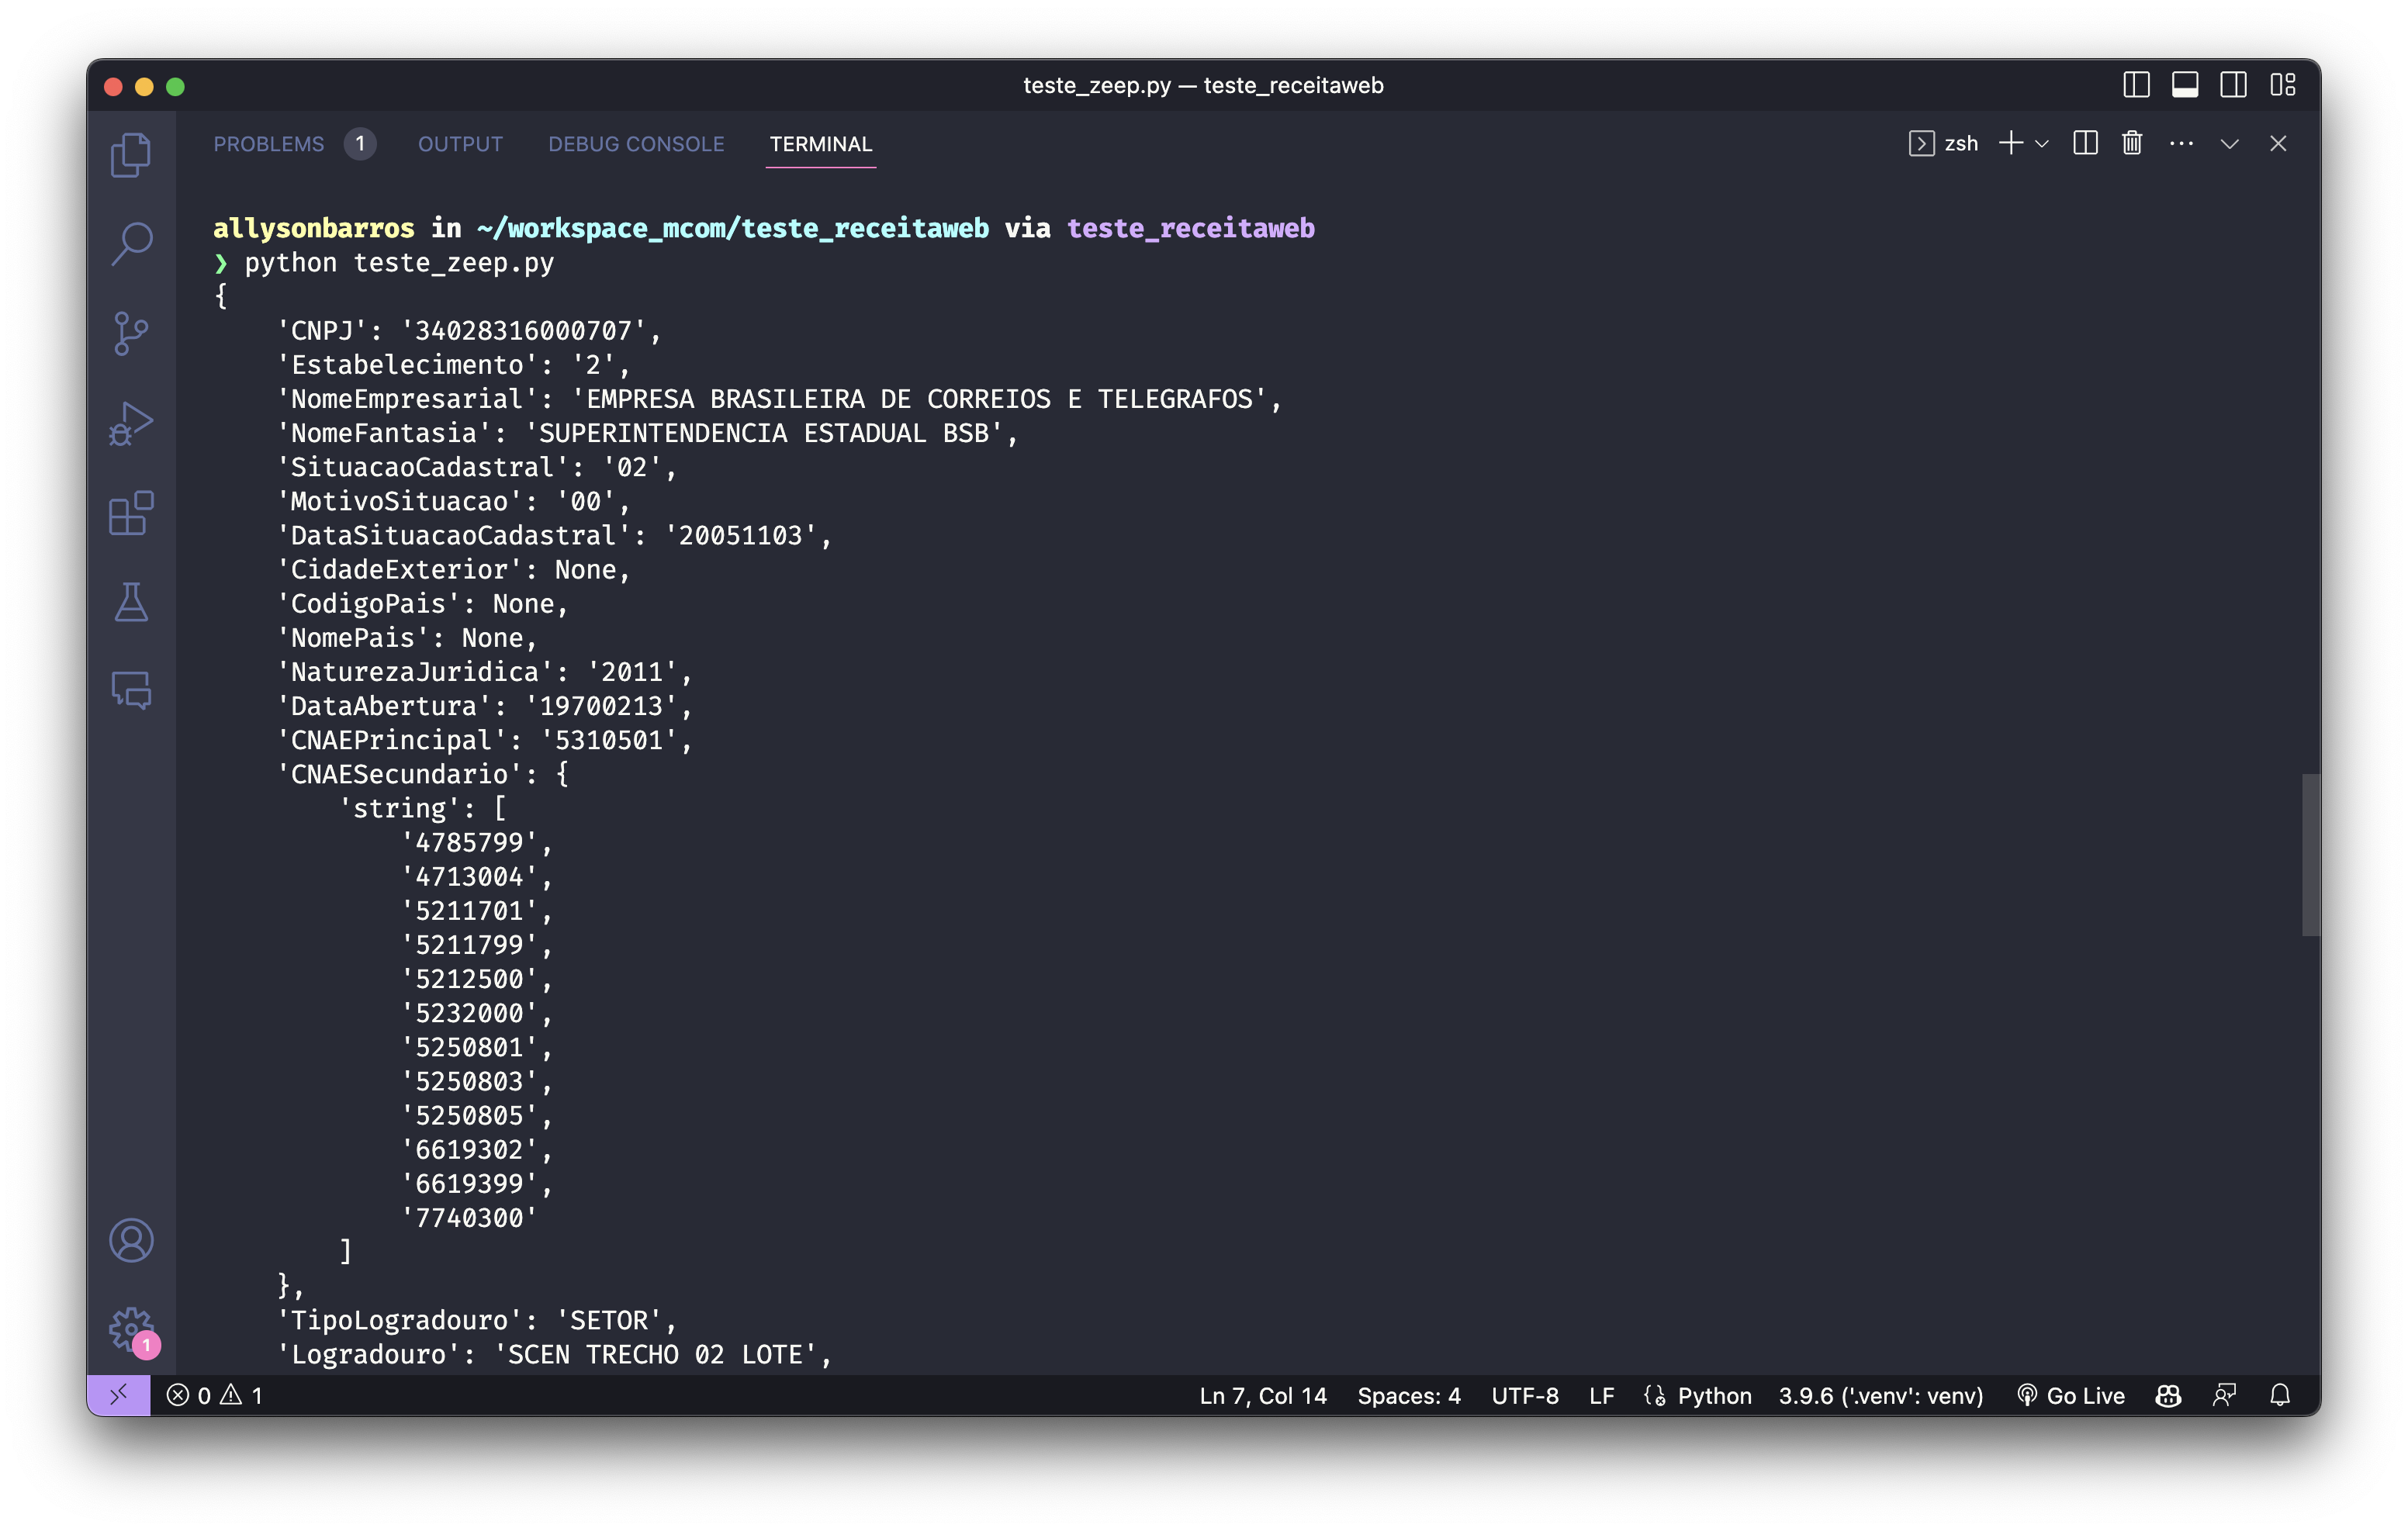 teste_zeep.py — teste_receitaweb
PROBLEMS 1 OUTPUT DEBUG CONSOLE TERMINAL zsh
allysonbarros in ~/workspace_mcom/teste_receitaweb via teste_receitaweb
❯ python teste_zeep.py
{
    'CNPJ': '34028316000707',
    'Estabelecimento': '2',
    'NomeEmpresarial': 'EMPRESA BRASILEIRA DE CORREIOS E TELEGRAFOS',
    'NomeFantasia': 'SUPERINTENDENCIA ESTADUAL BSB',
    'SituacaoCadastral': '02',
    'MotivoSituacao': '00',
    'DataSituacaoCadastral': '20051103',
    'CidadeExterior': None,
    'CodigoPais': None,
    'NomePais': None,
    'NaturezaJuridica': '2011',
    'DataAbertura': '19700213',
    'CNAEPrincipal': '5310501',
    'CNAESecundario': {
        'string': [
            '4785799',
            '4713004',
            '5211701',
            '5211799',
            '5212500',
            '5232000',
            '5250801',
            '5250803',
            '5250805',
            '6619302',
            '6619399',
            '7740300'
        ]
    },
    'TipoLogradouro': 'SETOR',
    'Logradouro': 'SCEN TRECHO 02 LOTE',
1
0 1 Ln 7, Col 14 Spaces: 4 UTF-8 LF Python 3.9.6 ('.venv': venv) Go Live